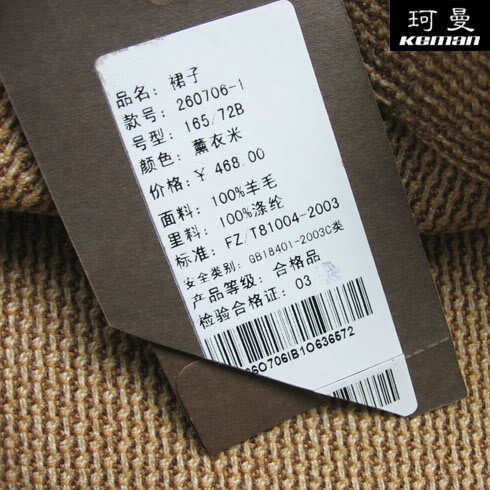 珂曼
Keman
品名: 裙子
款号: 260706-1
号型: 165/72B
颜色: 薰衣米
价格: ￥ 468.00
面料: 100%羊毛
里料: 100%涤纶
标准: FZ/T81004-2003
安全类别: GB18401-2003C类
产品等级: 合格品
检验合格证: 03
260706IB10636572